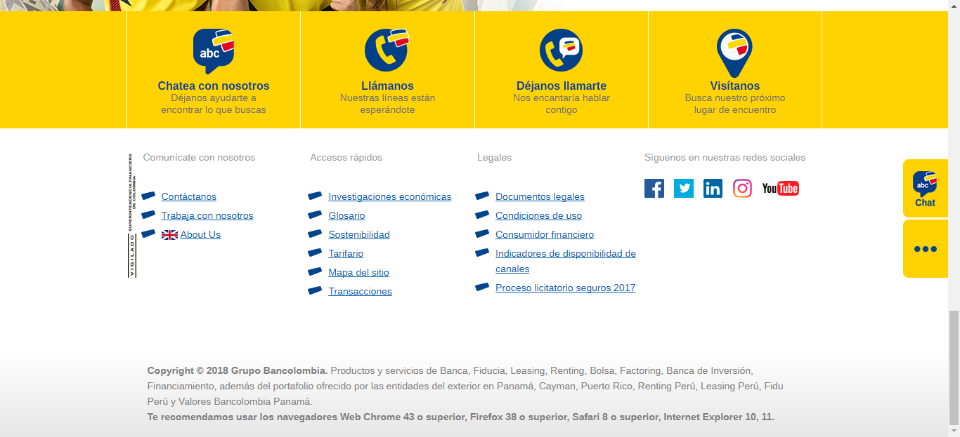 abc
Chatea con nosotros
Déjanos ayudarte a
encontrar lo que buscas
Llámanos
Nuestras líneas están
esperándote
Déjanos llamarte
Nos encantaría hablar
contigo
Visítanos
Busca nuestro próximo
lugar de encuentro
VIGILADO
SUPERINTENDENCIA FINANCIERA
DE COLOMBIA
Comunícate con nosotros
Contáctanos
Trabaja con nosotros
About Us
Accesos rápidos
Investigaciones económicas
Glosario
Sostenibilidad
Tarifario
Mapa del sitio
Transacciones
Legales
Documentos legales
Condiciones de uso
Consumidor financiero
Indicadores de disponibilidad de
canales
Proceso licitatorio seguros 2017
Síguenos en nuestras redes sociales
f
in
YouTube
abc
Chat
Copyright © 2018 Grupo Bancolombia. Productos y servicios de Banca, Fiducia, Leasing, Renting, Bolsa, Factoring, Banca de Inversión,
Financiamiento, además del portafolio ofrecido por las entidades del exterior en Panamá, Cayman, Puerto Rico, Renting Perú, Leasing Perú, Fidu
Perú y Valores Bancolombia Panamá.
Te recomendamos usar los navegadores Web Chrome 43 o superior, Firefox 38 o superior, Safari 8 o superior, Internet Explorer 10, 11.